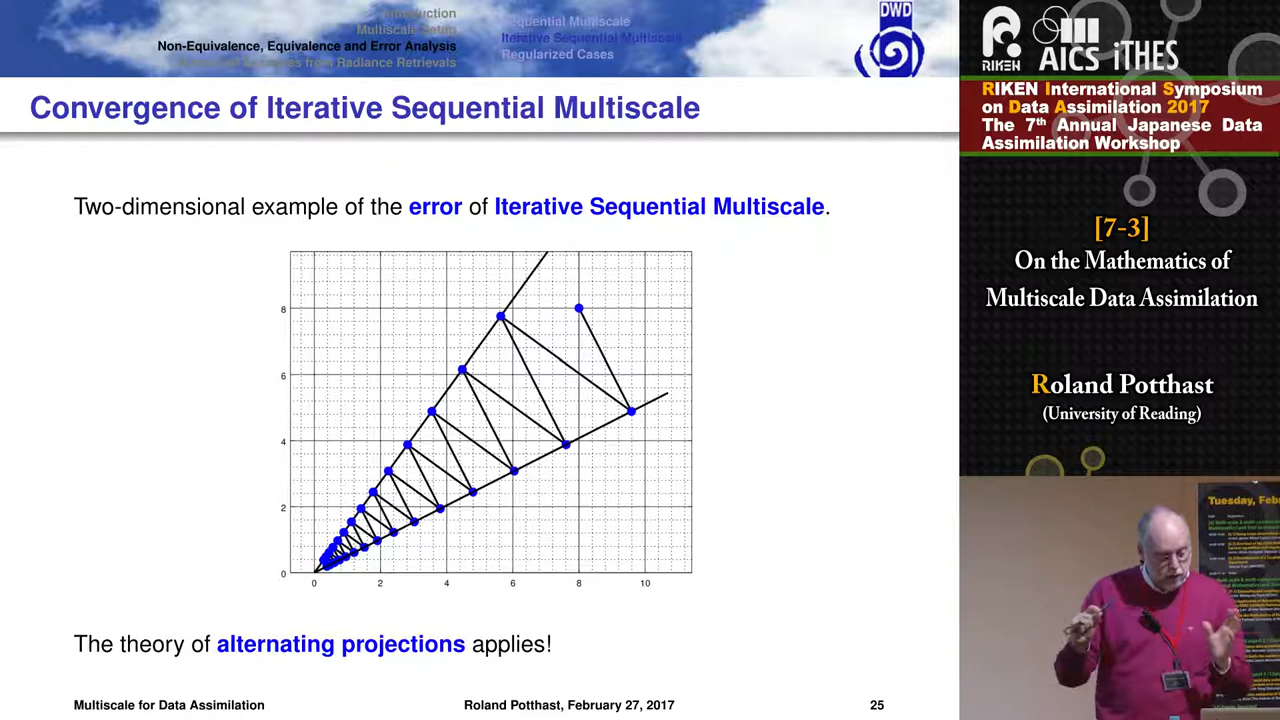 Introduction
Multiscale Setup
Non-Equivalence, Equivalence and Error Analysis
from Radiance Retrievals
Sequential Multiscale
Iterative Sequential Multiscale
Regularized Cases
DWD
Convergence of Iterative Sequential Multiscale
Two-dimensional example of the error of Iterative Sequential Multiscale.
8
6
4
2
0
0 2 4 6 8 10
The theory of alternating projections applies!
Multiscale for Data Assimilation
Roland Potthast, February 27, 2017
25
RIKEN AICS iTHES
RIKEN International Symposium
on Data Assimilation 2017
The 7th Annual Japanese Data
Assimilation Workshop
[7-3]
On the Mathematics of
Multiscale Data Assimilation
Roland Potthast
(University of Reading)
Tuesday, Feb